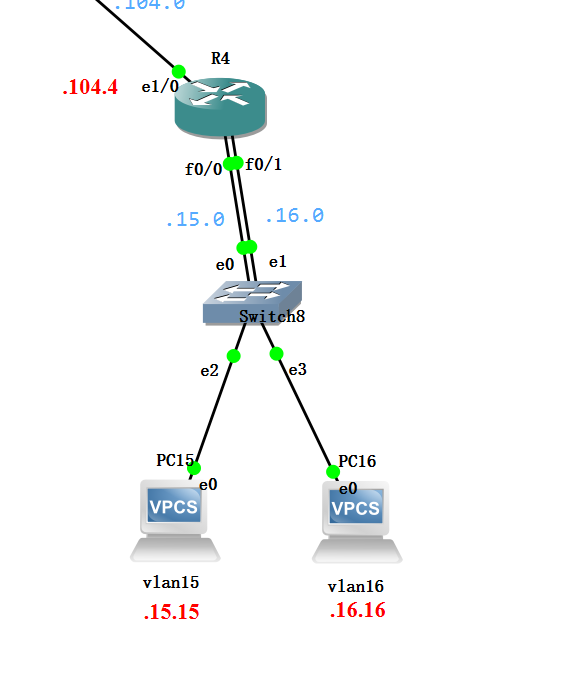 .104.0
R4
.104.4
e1/0
f0/0
f0/1
.15.0
.16.0
e0
e1
Switch8
e2
e3
PC15
PC16
e0
e0
VPCS
VPCS
vlan15
vlan16
.15.15
.16.16